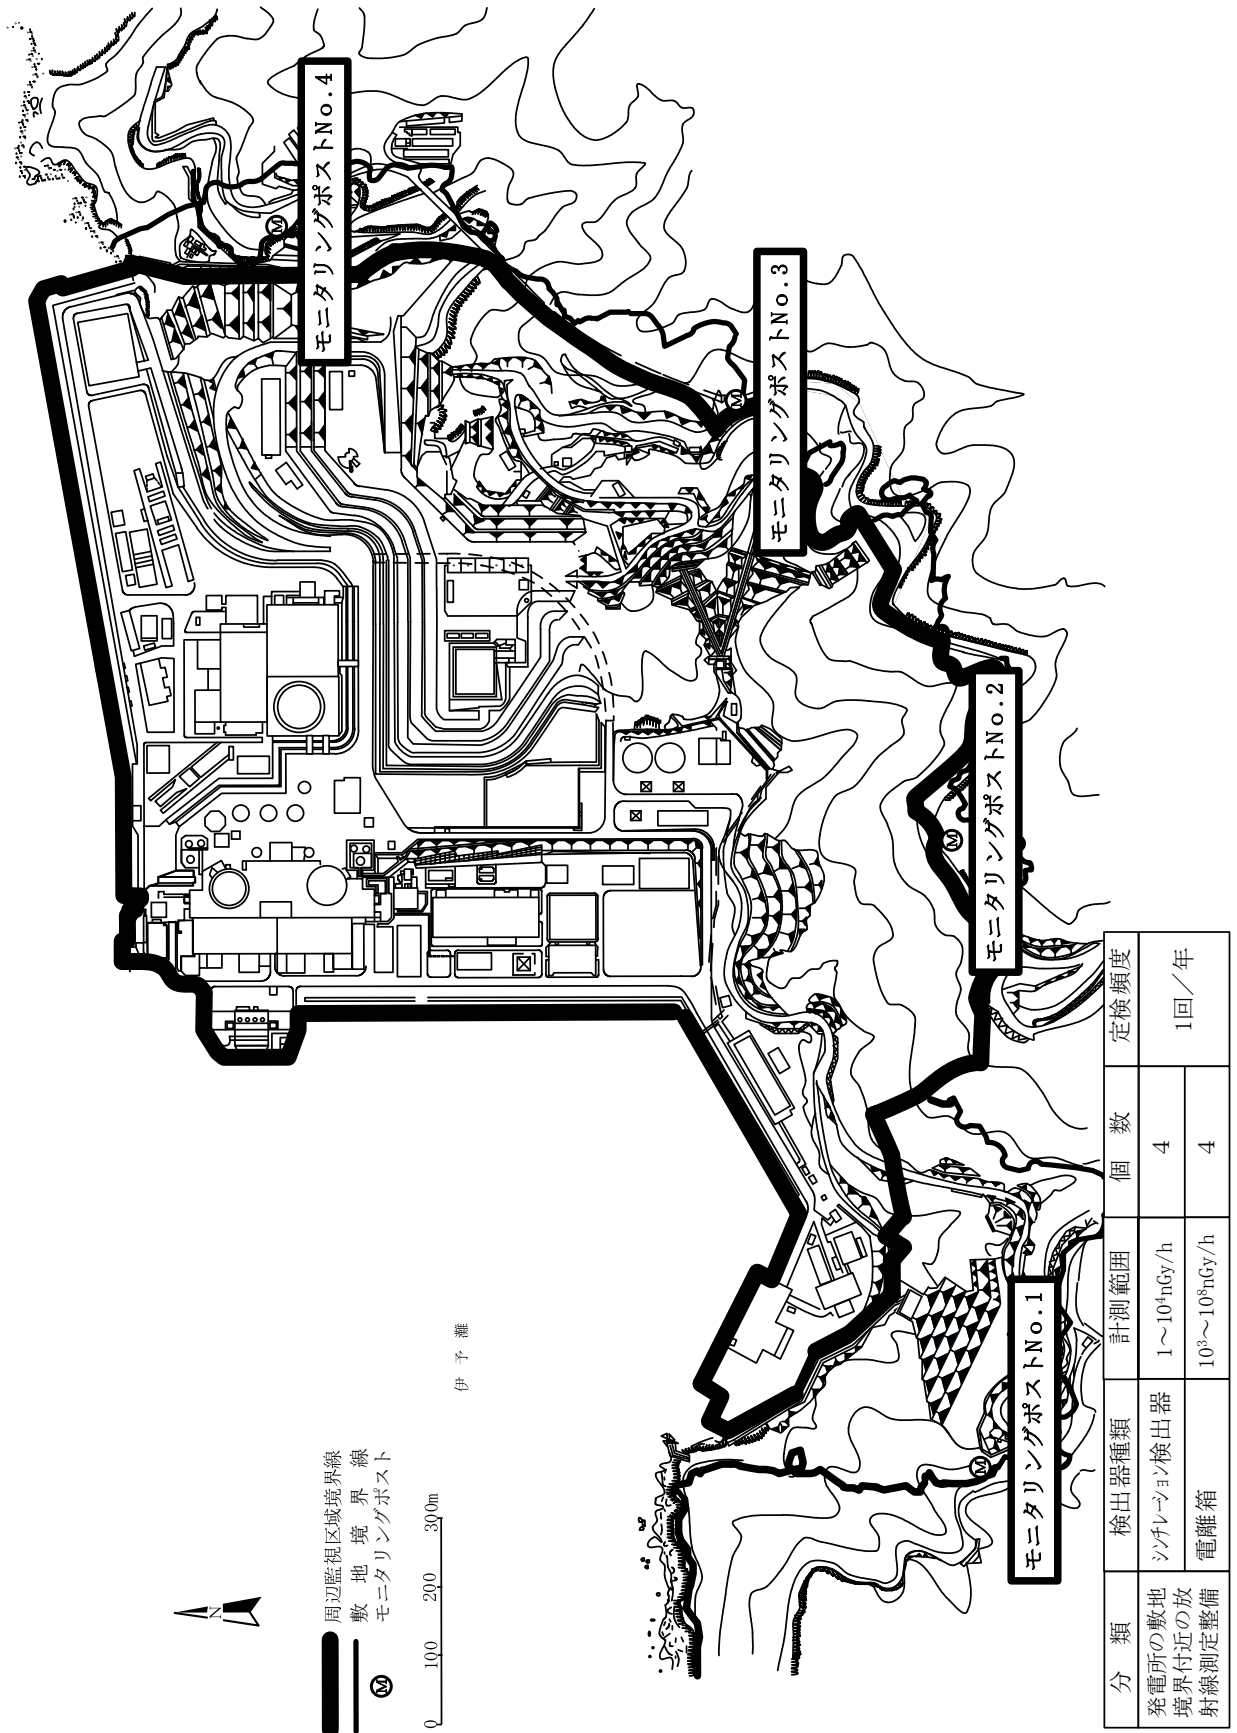 モニタリングポストNo.4
モニタリングポストNo.3
モニタリングポストNo.2
モニタリングポストNo.1
N
周辺監視区域境界線
敷地境界線
Ⓜ モニタリングポスト
0 100 200 300m
伊予灘
Ⓜ
Ⓜ
Ⓜ
Ⓜ
分類 検出器種類 計測範囲 個数 定検頻度
発電所の敷地
境界付近の放
射線測定整備
シンチレーション検出器 1～10⁴nGy/h 4
電離箱 10³～10⁸nGy/h 4
1回／年